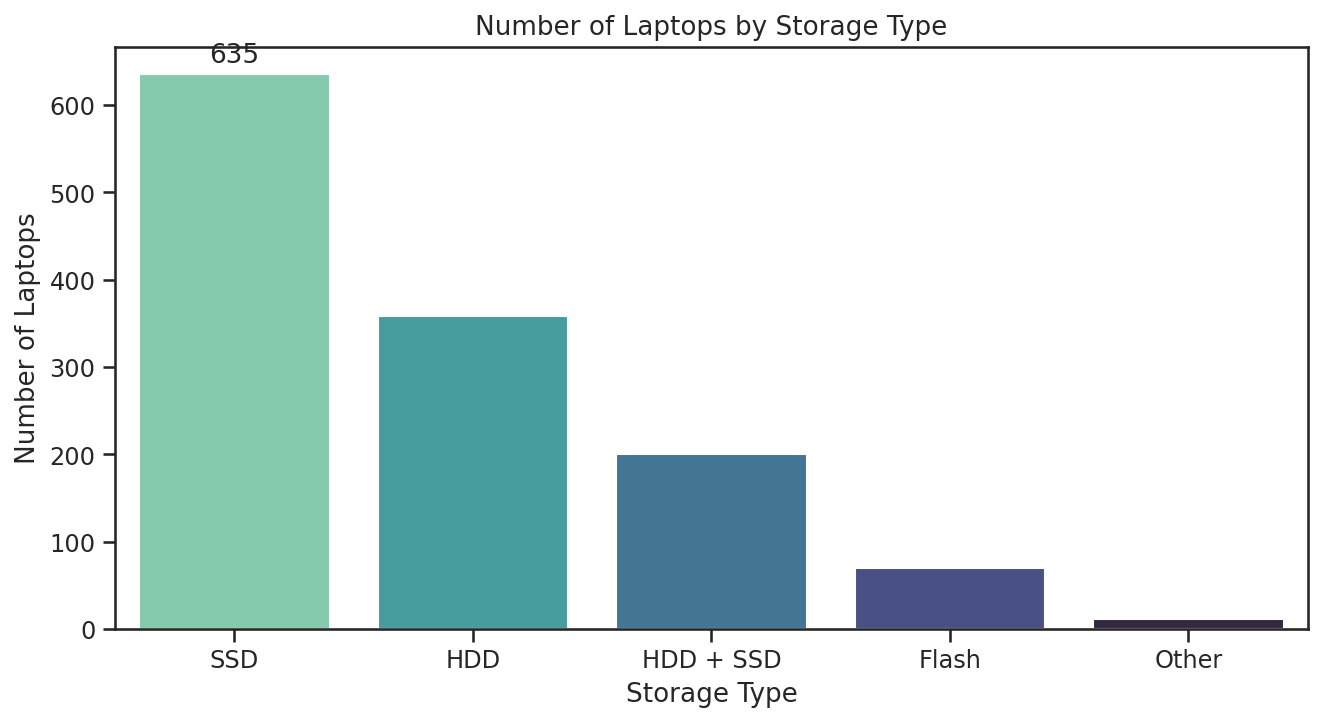 Number of Laptops by Storage Type
635
600
500
400
300
200
100
0
Number of Laptops
SSD HDD HDD + SSD Flash Other
Storage Type